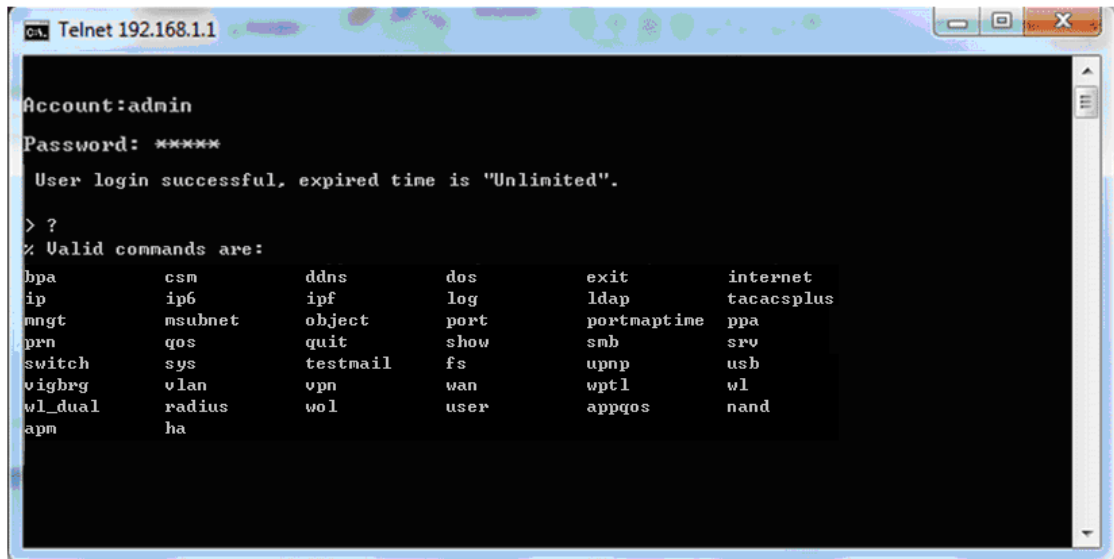 Telnet 192.168.1.1
Account:admin
Password: *****
User login successful, expired time is "Unlimited".
> ?
% Valid commands are:
bpa csm ddns dos exit internet
ip ip6 ipf log ldap tacacsplus
mngt msubnet object port portmaptime ppa
prn qos quit show smb srv
switch sys testmail fs upnp usb
vigbrg vlan vpn wan wptl wl
wl_dual radius wol user appqos nand
apm ha